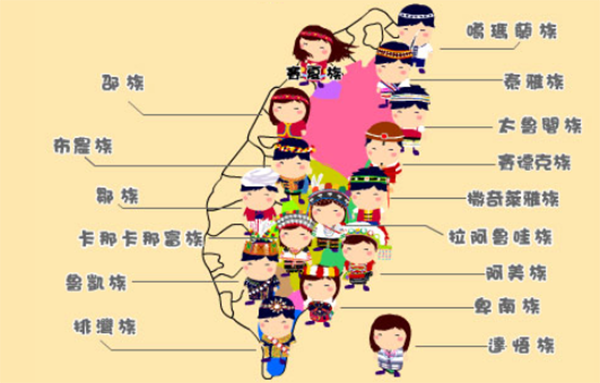 噶瑪蘭族
賽夏族
泰雅族
邵族
太魯閣族
布農族
賽德克族
鄒族
撒奇萊雅族
卡那卡那富族
拉阿魯哇族
魯凱族
阿美族
卑南族
排灣族
達悟族